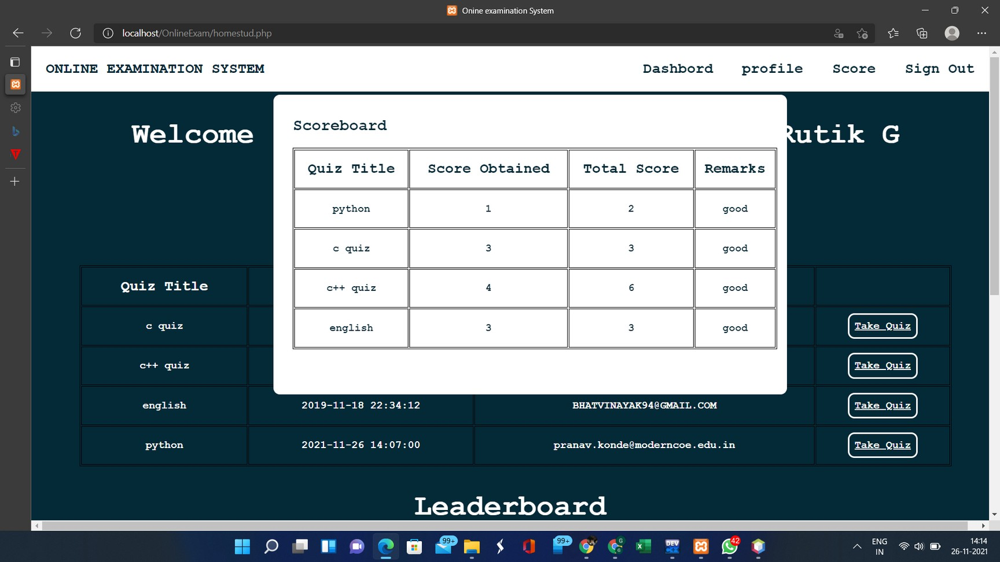 Onine examination System
localhost/OnlineExam/homestud.php
ONLINE EXAMINATION SYSTEM
Dashbord profile Score Sign Out
Welcome Rutik G
Scoreboard
Quiz Title Score Obtained Total Score Remarks
python 1 2 good
c quiz 3 3 good
c++ quiz 4 6 good
english 3 3 good
Quiz Title
c quiz Take Quiz
c++ quiz Take Quiz
english 2019-11-18 22:34:12 BHATVINAYAK94@GMAIL.COM Take Quiz
python 2021-11-26 14:07:00 pranav.konde@moderncoe.edu.in Take Quiz
Leaderboard
99+ 99+ G G DEV 42
ENG 14:14
IN 26-11-2021